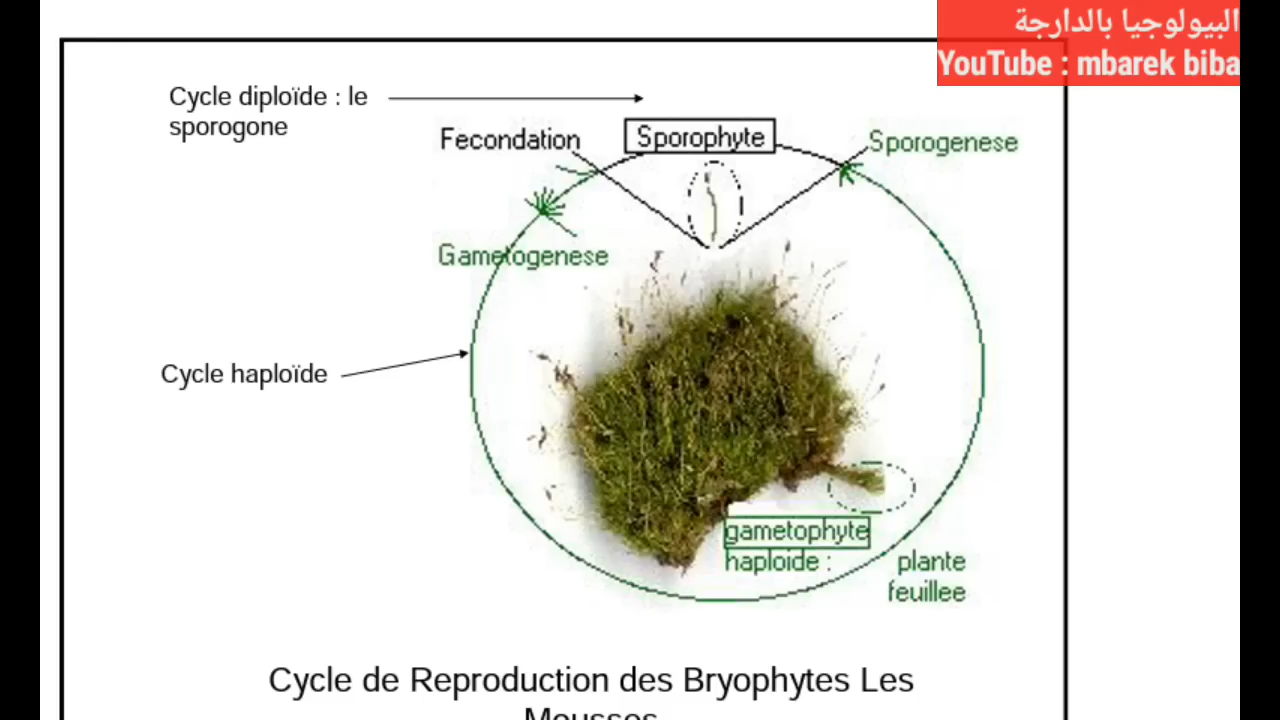 البيولوجيا بالدارجة
YouTube : mbarek biba
Cycle diploïde : le
sporogone
Fecondation
Sporophyte
Sporogenese
Gametogenese
Cycle haploïde
gametophyte
haploide : plante
feuillee
Cycle de Reproduction des Bryophytes Les
Mousses